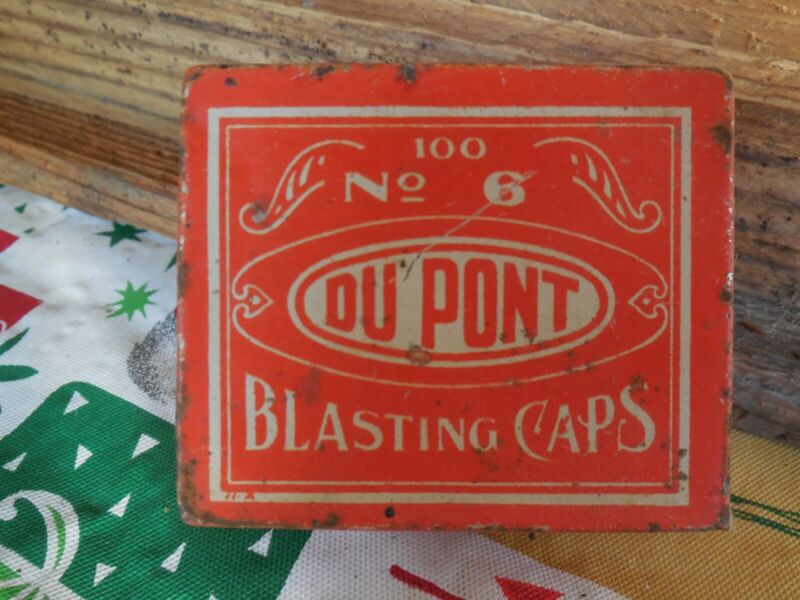 100
No 6
DU PONT
BLASTING CAPS